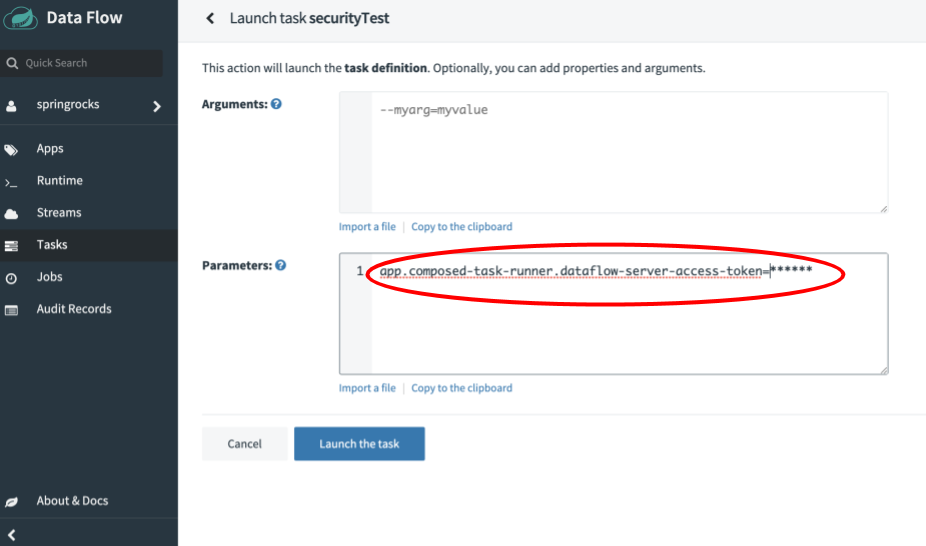 Data Flow
Quick Search
springrocks
Apps
Runtime
Streams
Tasks
Jobs
Audit Records
About & Docs
Launch task securityTest
This action will launch the task definition. Optionally, you can add properties and arguments.
Arguments:
--myarg=myvalue
Import a file | Copy to the clipboard
Parameters:
1 app.composed-task-runner.dataflow-server-access-token=******
Import a file | Copy to the clipboard
Cancel Launch the task